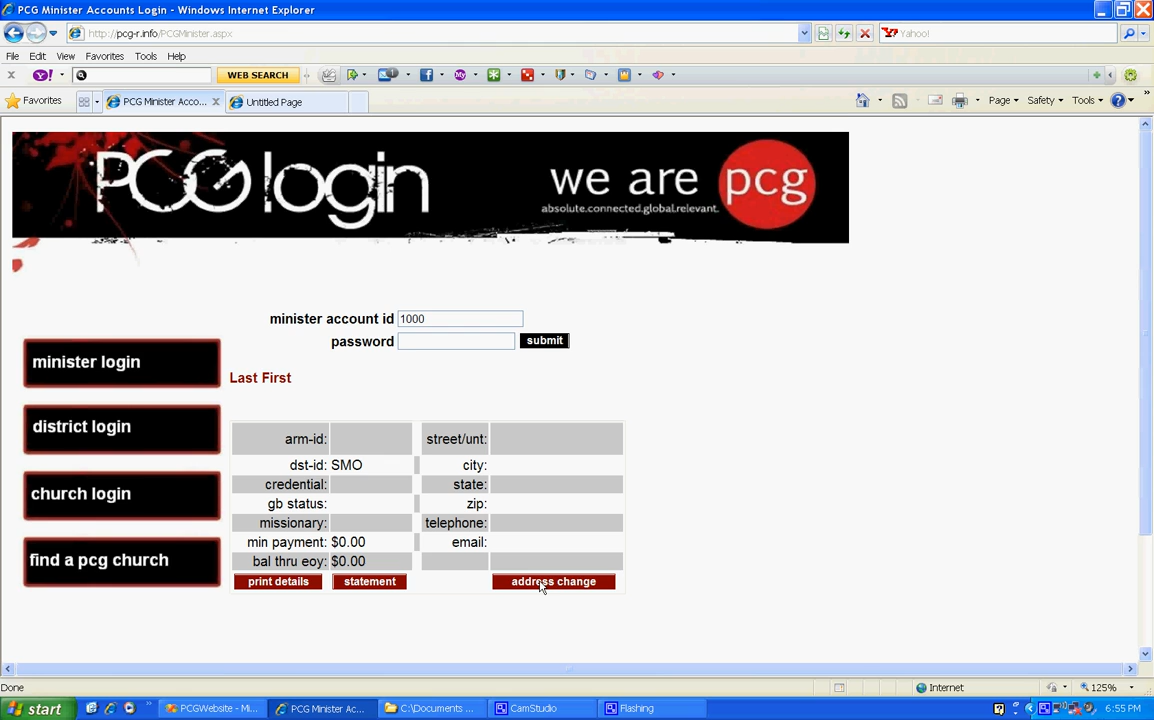 PCG Minister Accounts Login - Windows Internet Explorer
http://pcg-r.info/PCGMinister.aspx
Yahoo!
File Edit View Favorites Tools Help
WEB SEARCH
Favorites PCG Minister Acco... Untitled Page Page Safety Tools
PCG login
we are pcg
absolute.connected.global.relevant.
minister account id 1000
password submit
minister login
district login
church login
find a pcg church
Last First
arm-id: street/unt:
dst-id: SMO city:
credential: state:
gb status: zip:
missionary: telephone:
min payment: $0.00 email:
bal thru eoy: $0.00
print details statement address change
Done Internet 125%
start PCGWebsite - Mi... PCG Minister Ac... C:\Documents ... CamStudio Flashing 6:55 PM